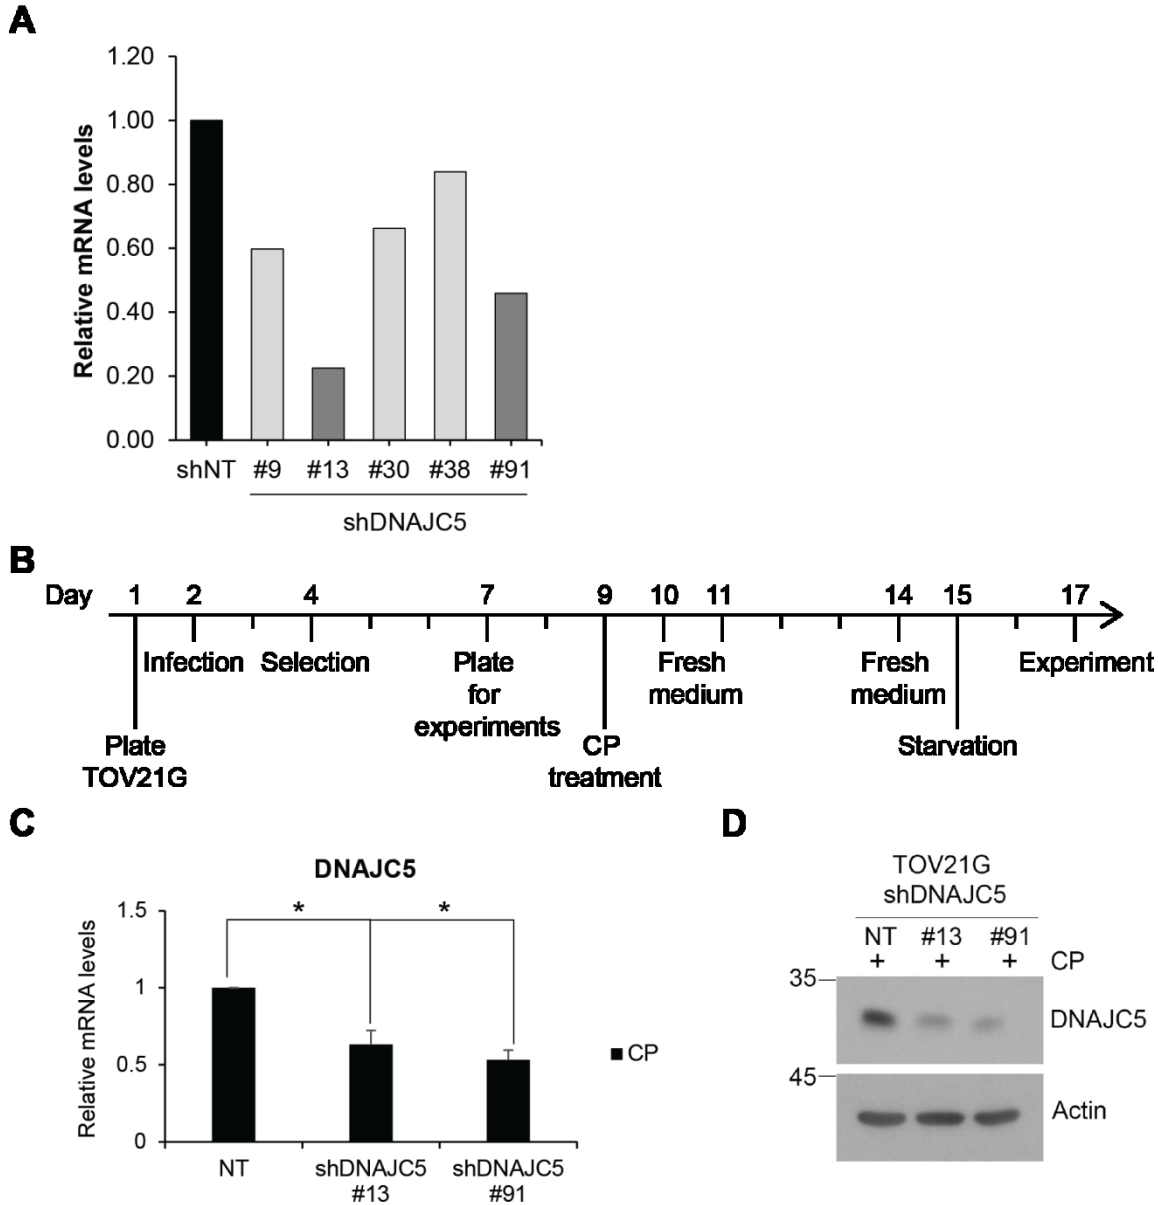 A
1.20
1.00
0.80
0.60
0.40
0.20
0.00
Relative mRNA levels
shNT #9 #13 #30 #38 #91
shDNAJC5
B
Day 1 2 4 7 9 10 11 14 15 17
Infection Selection Plate Fresh Fresh Experiment
for medium medium
experiments
Plate CP Starvation
TOV21G treatment
C
DNAJC5
1.5
1
0.5
0
Relative mRNA levels
* *
CP
NT shDNAJC5 shDNAJC5
#13 #91
D
TOV21G
shDNAJC5
NT #13 #91
+ + + CP
35
DNAJC5
45
Actin